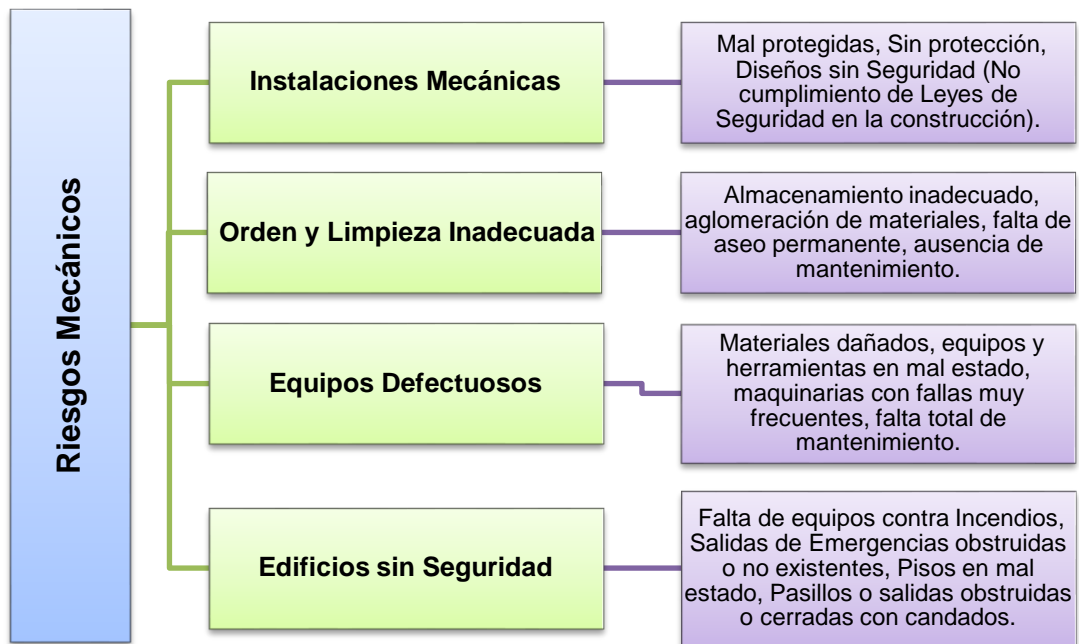 Riesgos Mecánicos
Instalaciones Mecánicas
Mal protegidas, Sin protección,
Diseños sin Seguridad (No
cumplimiento de Leyes de
Seguridad en la construcción).
Orden y Limpieza Inadecuada
Almacenamiento inadecuado,
aglomeración de materiales, falta de
aseo permanente, ausencia de
mantenimiento.
Equipos Defectuosos
Materiales dañados, equipos y
herramientas en mal estado,
maquinarias con fallas muy
frecuentes, falta total de
mantenimiento.
Edificios sin Seguridad
Falta de equipos contra Incendios,
Salidas de Emergencias obstruidas
o no existentes, Pisos en mal
estado, Pasillos o salidas obstruidas
o cerradas con candados.